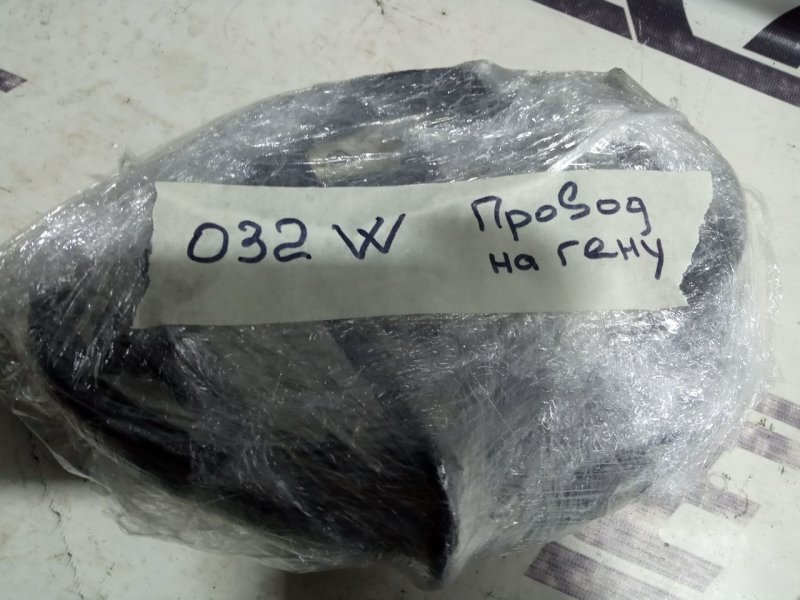 032 W
Провод
на гену